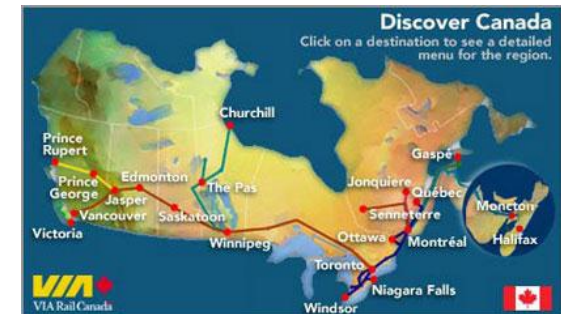 Discover Canada
Click on a destination to see a detailed
menu for the region.
Churchill
Prince
Rupert
Gaspé
Prince
George
Edmonton
The Pas
Jonquière
Québec
Jasper
Moncton
Vancouver
Saskatoon
Senneterre
Victoria
Winnipeg
Ottawa
Montréal
Halifax
Toronto
Niagara Falls
Windsor
VIA
VIA Rail Canada